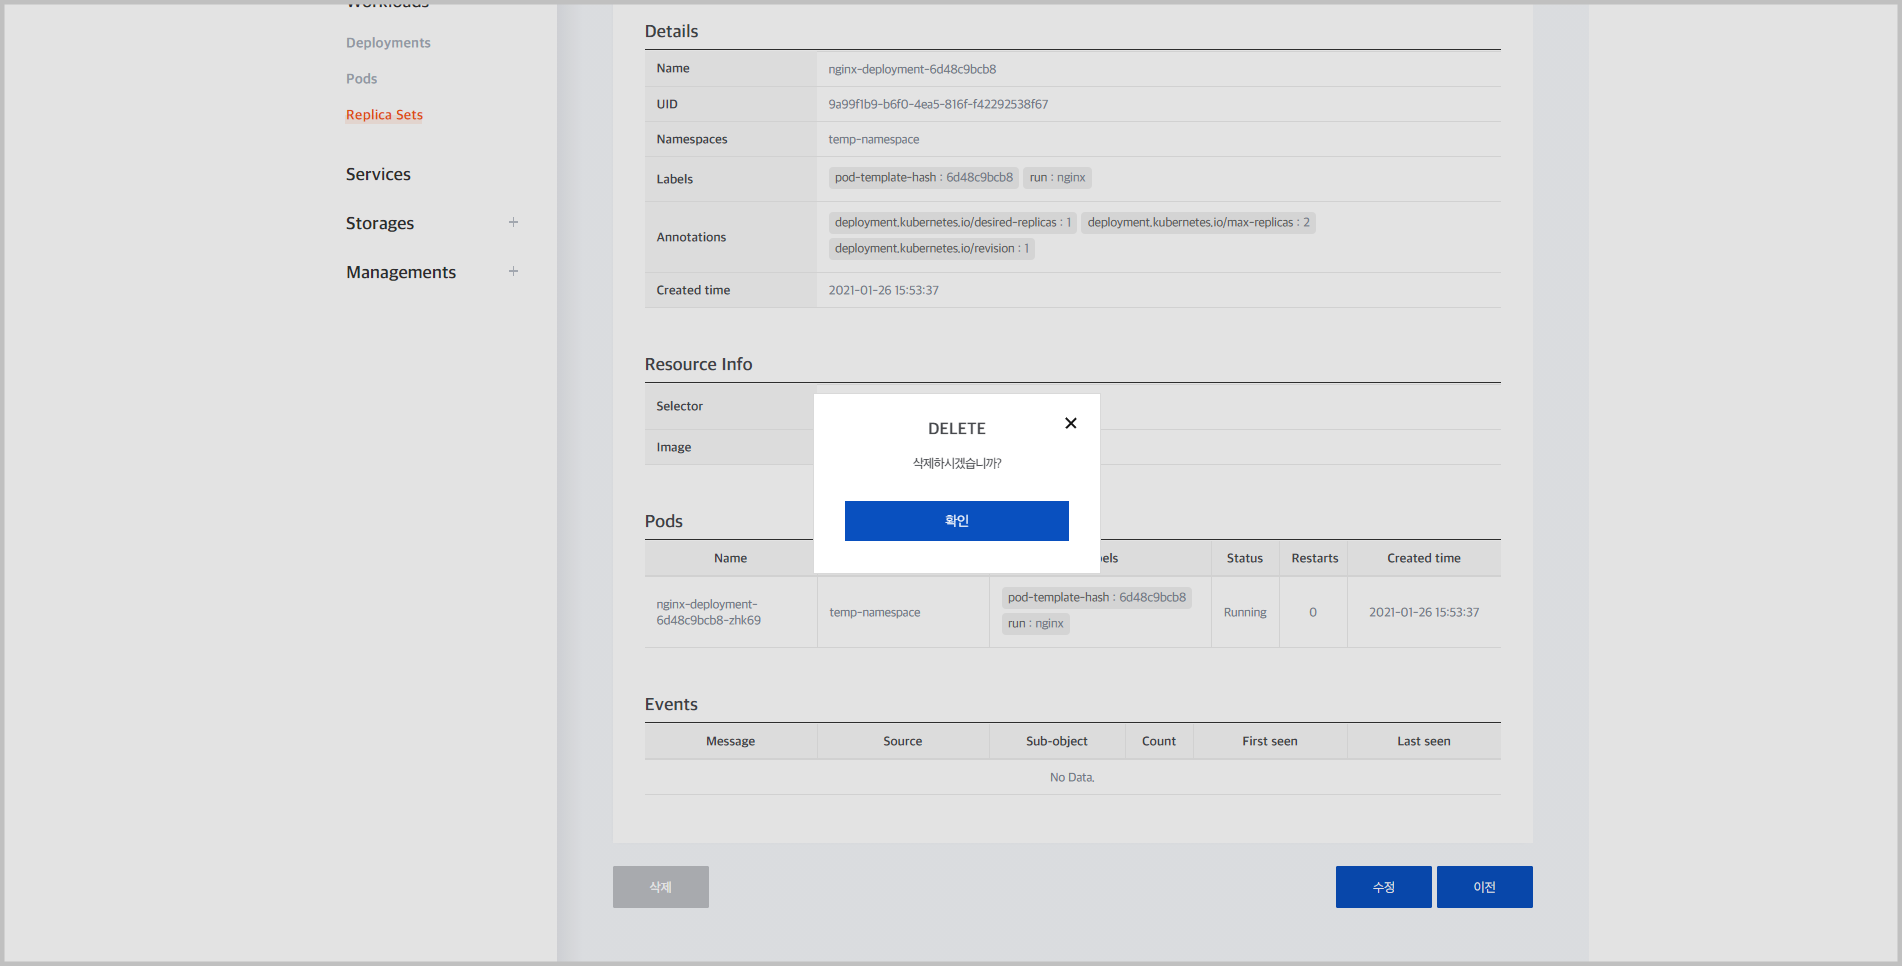 Workloads
Deployments
Pods
Replica Sets
Services
Storages +
Managements +
Details
Name nginx-deployment-6d48c9bcb8
UID 9a99f1b9-b6f0-4ea5-816f-f42292538f67
Namespaces temp-namespace
Labels pod-template-hash : 6d48c9bcb8 run : nginx
Annotations deployment.kubernetes.io/desired-replicas : 1 deployment.kubernetes.io/max-replicas : 2
deployment.kubernetes.io/revision : 1
Created time 2021-01-26 15:53:37
Resource Info
Selector
Image
DELETE
삭제하시겠습니까?
확인
Pods
Name bels Status Restarts Created time
nginx-deployment-
6d48c9bcb8-zhk69 temp-namespace pod-template-hash : 6d48c9bcb8 Running 0 2021-01-26 15:53:37
run : nginx
Events
Message Source Sub-object Count First seen Last seen
No Data.
삭제 수정 이전